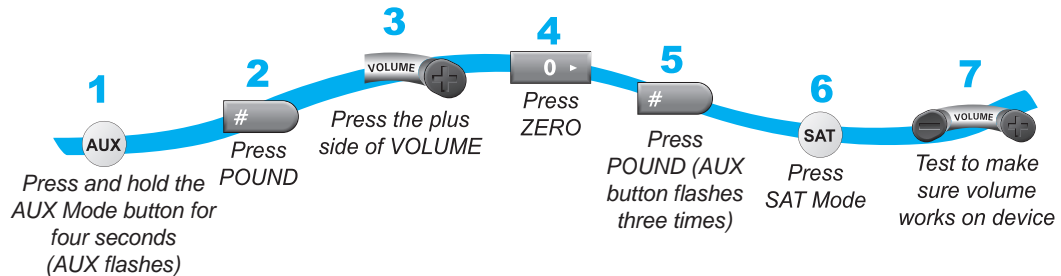 1
AUX
Press and hold the
AUX Mode button for
four seconds
(AUX flashes)
2
#
Press
POUND
3
VOLUME
Press the plus
side of VOLUME
4
0
Press
ZERO
5
#
Press
POUND (AUX
button flashes
three times)
6
SAT
Press
SAT Mode
7
VOLUME
Test to make
sure volume
works on device